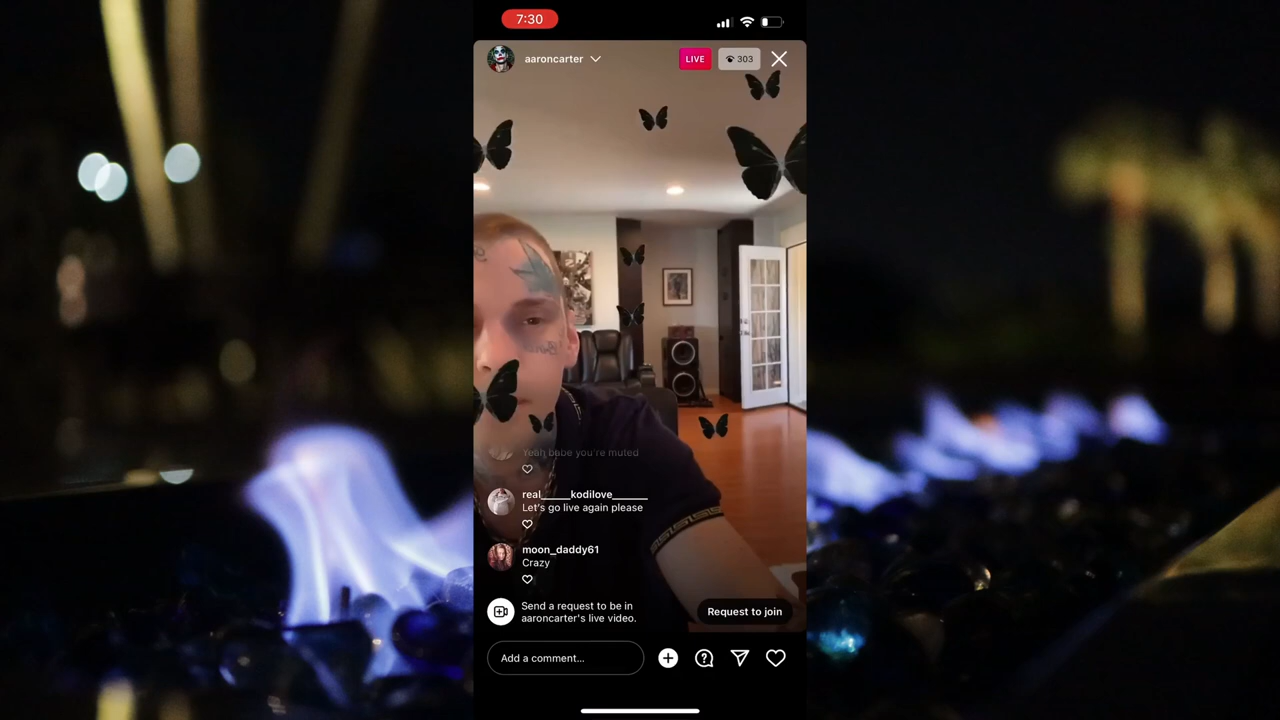 7:30
aaroncarter
LIVE
303
Yeah babe you're muted
real______kodilove______
Let's go live again please
moon_daddy61
Crazy
Send a request to be in
aaroncarter's live video.
Request to join
Add a comment...